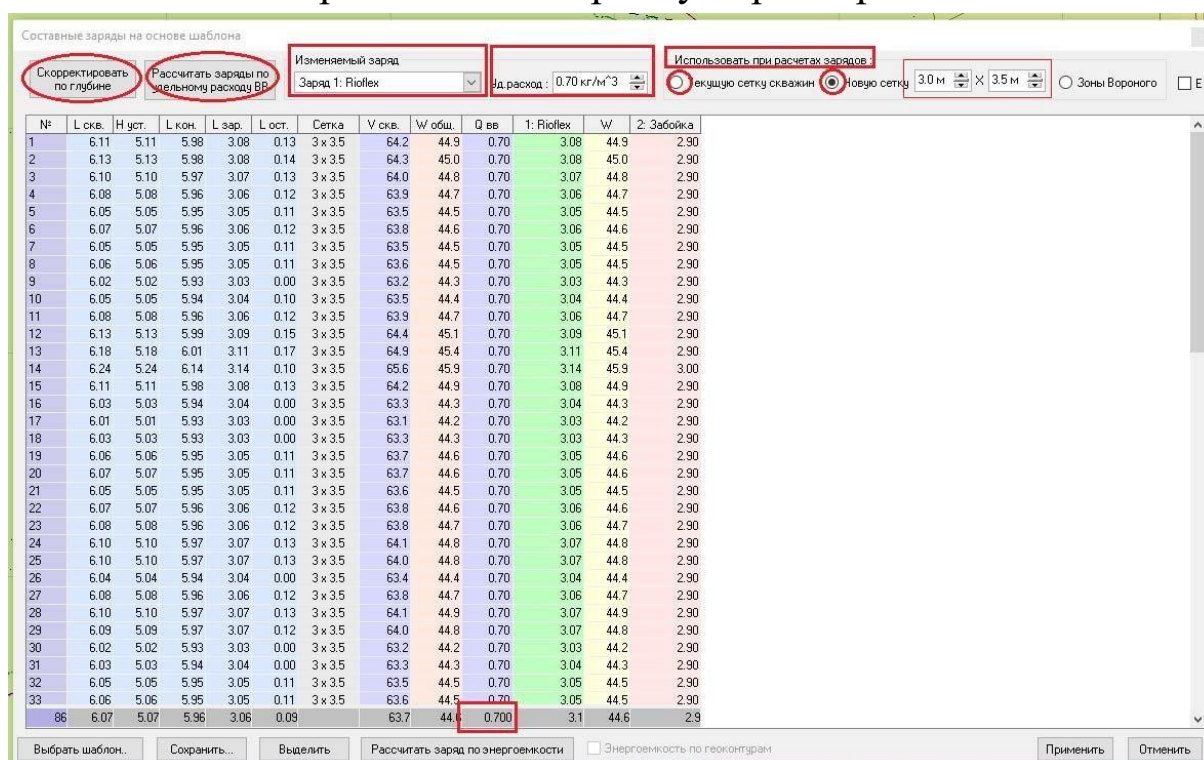 Составные заряды на основе шаблона
Скорректировать по глубине
Рассчитать заряды по удельному расходу ВВ
Изменяемый заряд
Заряд 1: Rioflex
Уд.расход : 0.70 кг/м^3
Использовать при расчетах зарядов :
Текущую сетку скважин Новую сетку 3.0 м X 3.5 м Зоны Вороного Е
№ L скв. Н уст. L кон. L зар. L ост. Сетка V скв. W общ. Q вв 1: Rioflex W 2: Забойка
1 6.11 5.11 5.98 3.08 0.13 3 x 3.5 64.2 44.9 0.70 3.08 44.9 2.90
2 6.13 5.13 5.98 3.08 0.14 3 x 3.5 64.3 45.0 0.70 3.08 45.0 2.90
3 6.10 5.10 5.97 3.07 0.13 3 x 3.5 64.0 44.8 0.70 3.07 44.8 2.90
4 6.08 5.08 5.96 3.06 0.12 3 x 3.5 63.9 44.7 0.70 3.06 44.7 2.90
5 6.05 5.05 5.95 3.05 0.11 3 x 3.5 63.5 44.5 0.70 3.05 44.5 2.90
6 6.07 5.07 5.96 3.06 0.12 3 x 3.5 63.8 44.6 0.70 3.06 44.6 2.90
7 6.05 5.05 5.95 3.05 0.11 3 x 3.5 63.5 44.5 0.70 3.05 44.5 2.90
8 6.06 5.06 5.95 3.05 0.11 3 x 3.5 63.6 44.5 0.70 3.05 44.5 2.90
9 6.02 5.02 5.93 3.03 0.00 3 x 3.5 63.2 44.3 0.70 3.03 44.3 2.90
10 6.05 5.05 5.94 3.04 0.10 3 x 3.5 63.5 44.4 0.70 3.04 44.4 2.90
11 6.08 5.08 5.96 3.06 0.12 3 x 3.5 63.9 44.7 0.70 3.06 44.7 2.90
12 6.13 5.13 5.99 3.09 0.15 3 x 3.5 64.4 45.1 0.70 3.09 45.1 2.90
13 6.18 5.18 6.01 3.11 0.17 3 x 3.5 64.9 45.4 0.70 3.11 45.4 2.90
14 6.24 5.24 6.14 3.14 0.10 3 x 3.5 65.6 45.9 0.70 3.14 45.9 3.00
15 6.11 5.11 5.98 3.08 0.13 3 x 3.5 64.2 44.9 0.70 3.08 44.9 2.90
16 6.03 5.03 5.94 3.04 0.00 3 x 3.5 63.3 44.3 0.70 3.04 44.3 2.90
17 6.01 5.01 5.93 3.03 0.00 3 x 3.5 63.1 44.2 0.70 3.03 44.2 2.90
18 6.03 5.03 5.93 3.03 0.00 3 x 3.5 63.3 44.3 0.70 3.03 44.3 2.90
19 6.06 5.06 5.95 3.05 0.11 3 x 3.5 63.7 44.6 0.70 3.05 44.6 2.90
20 6.07 5.07 5.95 3.05 0.11 3 x 3.5 63.7 44.6 0.70 3.05 44.6 2.90
21 6.05 5.05 5.95 3.05 0.11 3 x 3.5 63.6 44.5 0.70 3.05 44.5 2.90
22 6.07 5.07 5.96 3.06 0.12 3 x 3.5 63.8 44.6 0.70 3.06 44.6 2.90
23 6.08 5.08 5.96 3.06 0.12 3 x 3.5 63.8 44.7 0.70 3.06 44.7 2.90
24 6.10 5.10 5.97 3.07 0.13 3 x 3.5 64.1 44.8 0.70 3.07 44.8 2.90
25 6.10 5.10 5.97 3.07 0.13 3 x 3.5 64.0 44.8 0.70 3.07 44.8 2.90
26 6.04 5.04 5.94 3.04 0.00 3 x 3.5 63.4 44.4 0.70 3.04 44.4 2.90
27 6.08 5.08 5.96 3.06 0.12 3 x 3.5 63.8 44.7 0.70 3.06 44.7 2.90
28 6.10 5.10 5.97 3.07 0.13 3 x 3.5 64.1 44.9 0.70 3.07 44.9 2.90
29 6.09 5.09 5.97 3.07 0.12 3 x 3.5 64.0 44.8 0.70 3.07 44.8 2.90
30 6.02 5.02 5.93 3.03 0.00 3 x 3.5 63.2 44.2 0.70 3.03 44.2 2.90
31 6.03 5.03 5.94 3.04 0.00 3 x 3.5 63.3 44.3 0.70 3.04 44.3 2.90
32 6.05 5.05 5.95 3.05 0.11 3 x 3.5 63.5 44.5 0.70 3.05 44.5 2.90
33 6.06 5.06 5.95 3.05 0.11 3 x 3.5 63.6 44.5 0.70 3.05 44.5 2.90
86 6.07 5.07 5.96 3.06 0.09 63.7 44.6 0.700 3.1 44.6 2.9
Выбрать шаблон.. Сохранить... Выделить Рассчитать заряд по энергоемкости Энергоемкость по геоконтурам Применить Отменить